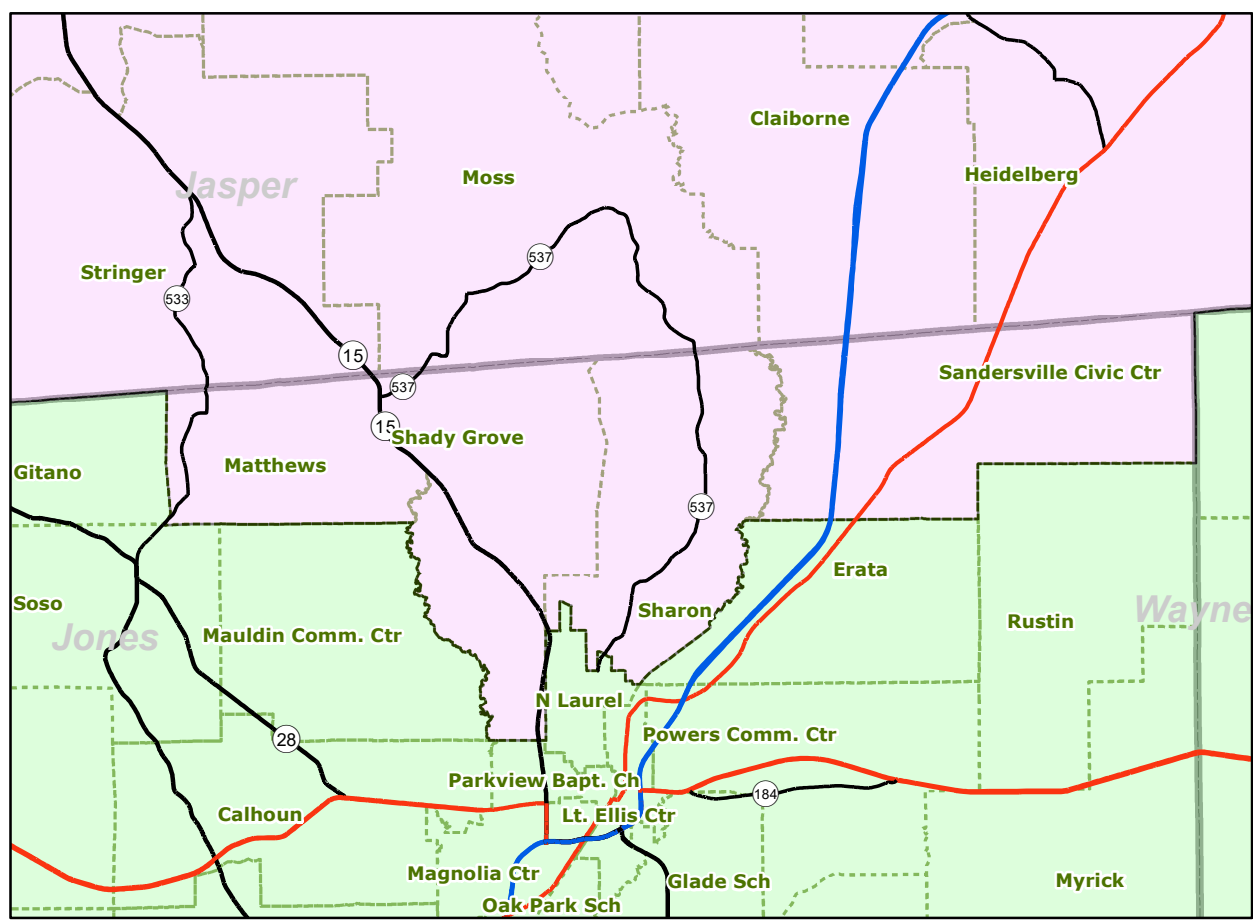 Claiborne
Moss
Heidelberg
Jasper
537
Stringer
533
15
Sandersville Civic Ctr
537
15
Shady Grove
Matthews
Gitano
537
Erata
Soso
Sharon
Wayne
Rustin
Jones
Mauldin Comm. Ctr
N Laurel
Powers Comm. Ctr
28
Parkview Bapt. Ch
184
Calhoun
Lt. Ellis Ctr
Magnolia Ctr
Glade Sch
Myrick
Oak Park Sch